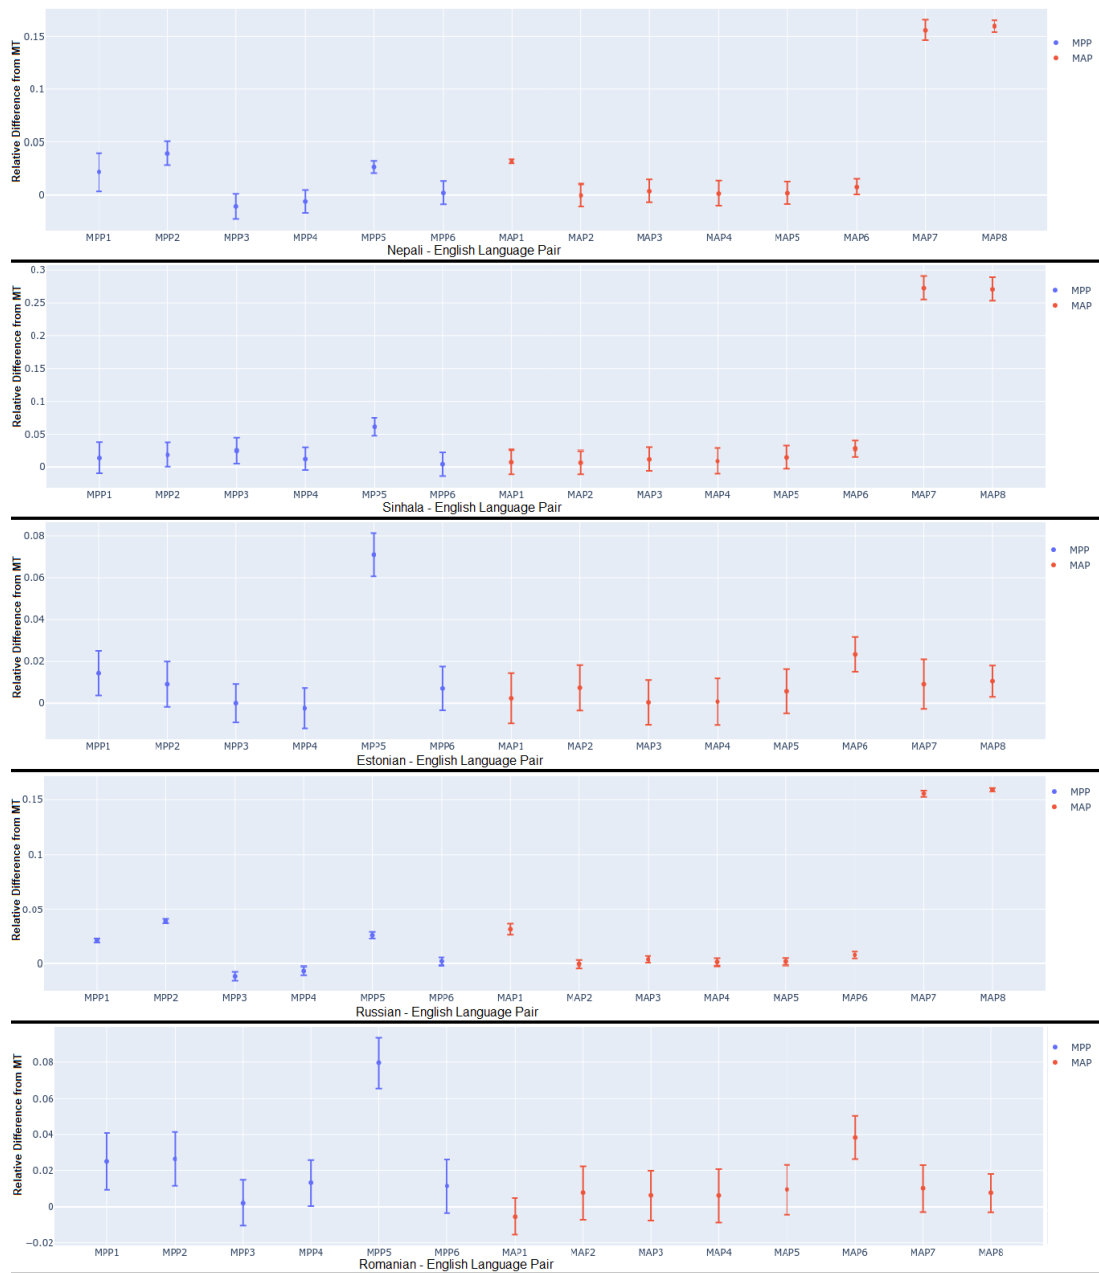 Relative Difference from MT
0.15
0.1
0.05
0
MPP
MAP
MPP1 MPP2 MPP3 MPP4 MPP5 MPP6 MAP1 MAP2 MAP3 MAP4 MAP5 MAP6 MAP7 MAP8
Nepali - English Language Pair
Relative Difference from MT
0.3
0.25
0.2
0.15
0.1
0.05
0
MPP
MAP
MPP1 MPP2 MPP3 MPP4 MPP5 MPP6 MAP1 MAP2 MAP3 MAP4 MAP5 MAP6 MAP7 MAP8
Sinhala - English Language Pair
Relative Difference from MT
0.08
0.06
0.04
0.02
0
MPP
MAP
MPP1 MPP2 MPP3 MPP4 MPP5 MPP6 MAP1 MAP2 MAP3 MAP4 MAP5 MAP6 MAP7 MAP8
Estonian - English Language Pair
Relative Difference from MT
0.15
0.1
0.05
0
MPP
MAP
MPP1 MPP2 MPP3 MPP4 MPP5 MPP6 MAP1 MAP2 MAP3 MAP4 MAP5 MAP6 MAP7 MAP8
Russian - English Language Pair
Relative Difference from MT
0.08
0.06
0.04
0.02
0
−0.02
MPP
MAP
MPP1 MPP2 MPP3 MPP4 MPP5 MPP6 MAP1 MAP2 MAP3 MAP4 MAP5 MAP6 MAP7 MAP8
Romanian - English Language Pair